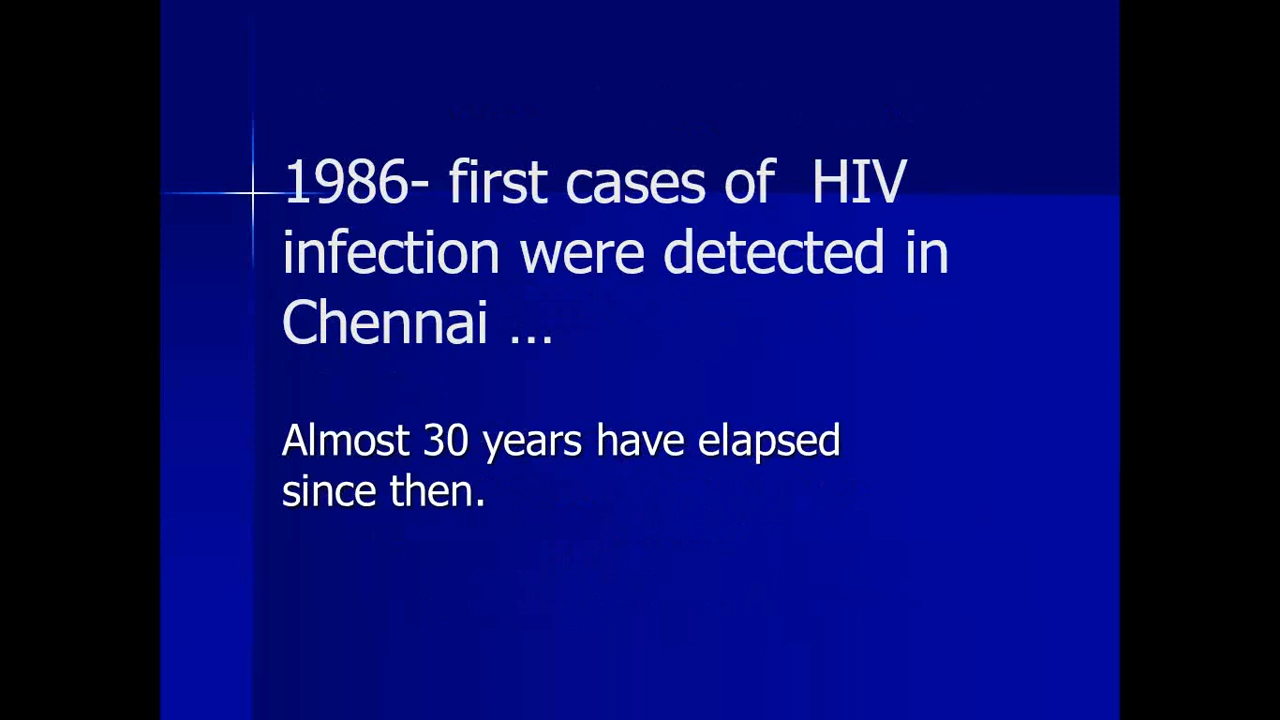 1986- first cases of  HIV
infection were detected in
Chennai ...
Almost 30 years have elapsed
since then.